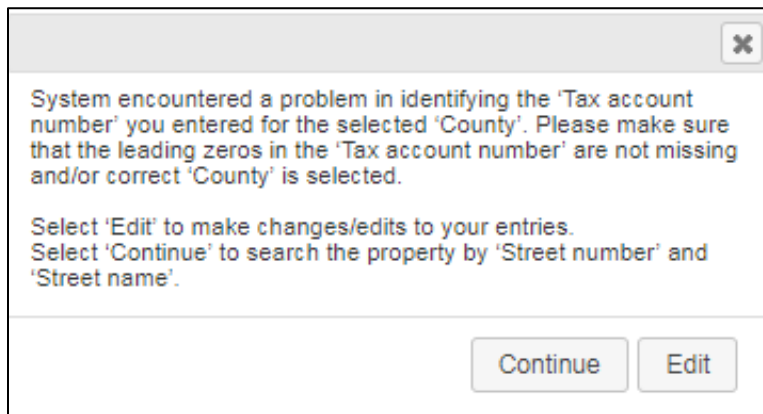 System encountered a problem in identifying the ‘Tax account
number’ you entered for the selected ‘County’. Please make sure
that the leading zeros in the ‘Tax account number’ are not missing
and/or correct ‘County’ is selected.
Select ‘Edit’ to make changes/edits to your entries.
Select ‘Continue’ to search the property by ‘Street number’ and
‘Street name’.
Continue
Edit